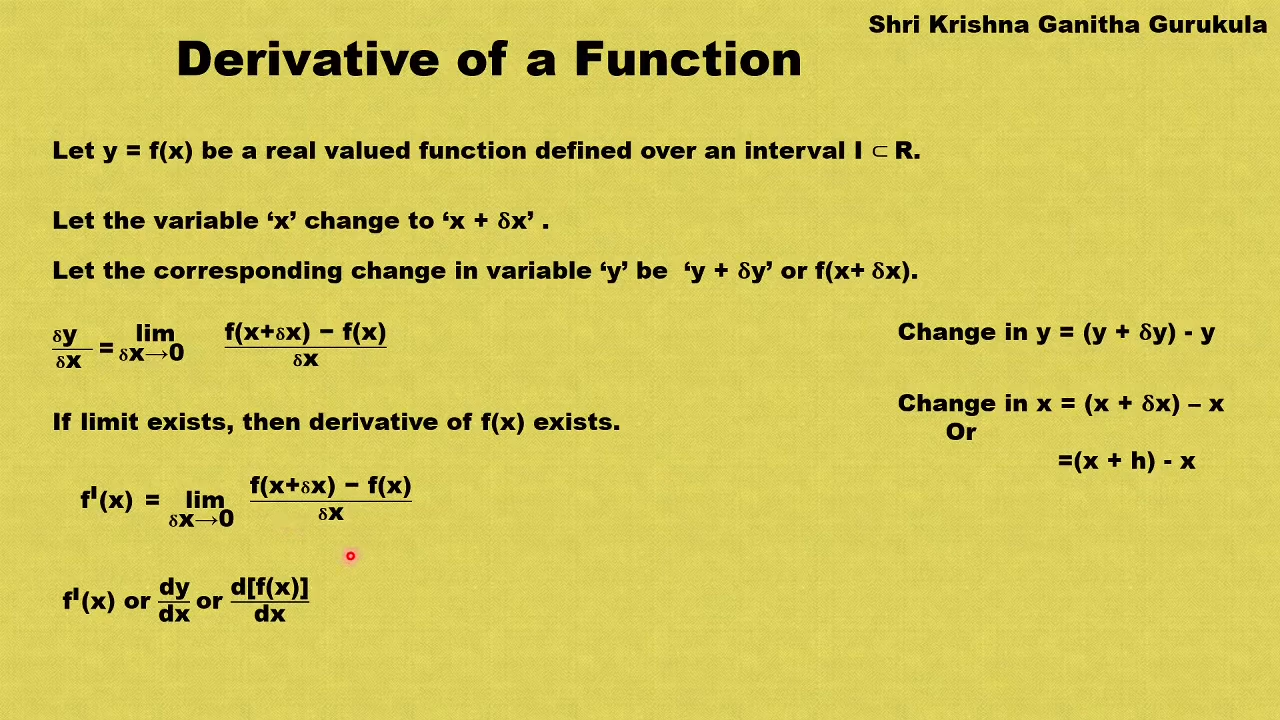 Shri Krishna Ganitha Gurukula
Derivative of a Function
Let y = f(x) be a real valued function defined over an interval I ⊂ R.
Let the variable ‘x’ change to ‘x + δx’ .
Let the corresponding change in variable ‘y’ be ‘y + δy’ or f(x+ δx).
δy/δx = lim δx→0 f(x+δx) − f(x)/δx
Change in y = (y + δy) - y
If limit exists, then derivative of f(x) exists.
Change in x = (x + δx) – x
Or
=(x + h) - x
fᴵ(x) = lim δx→0 f(x+δx) − f(x)/δx
fᴵ(x) or dy/dx or d[f(x)]/dx